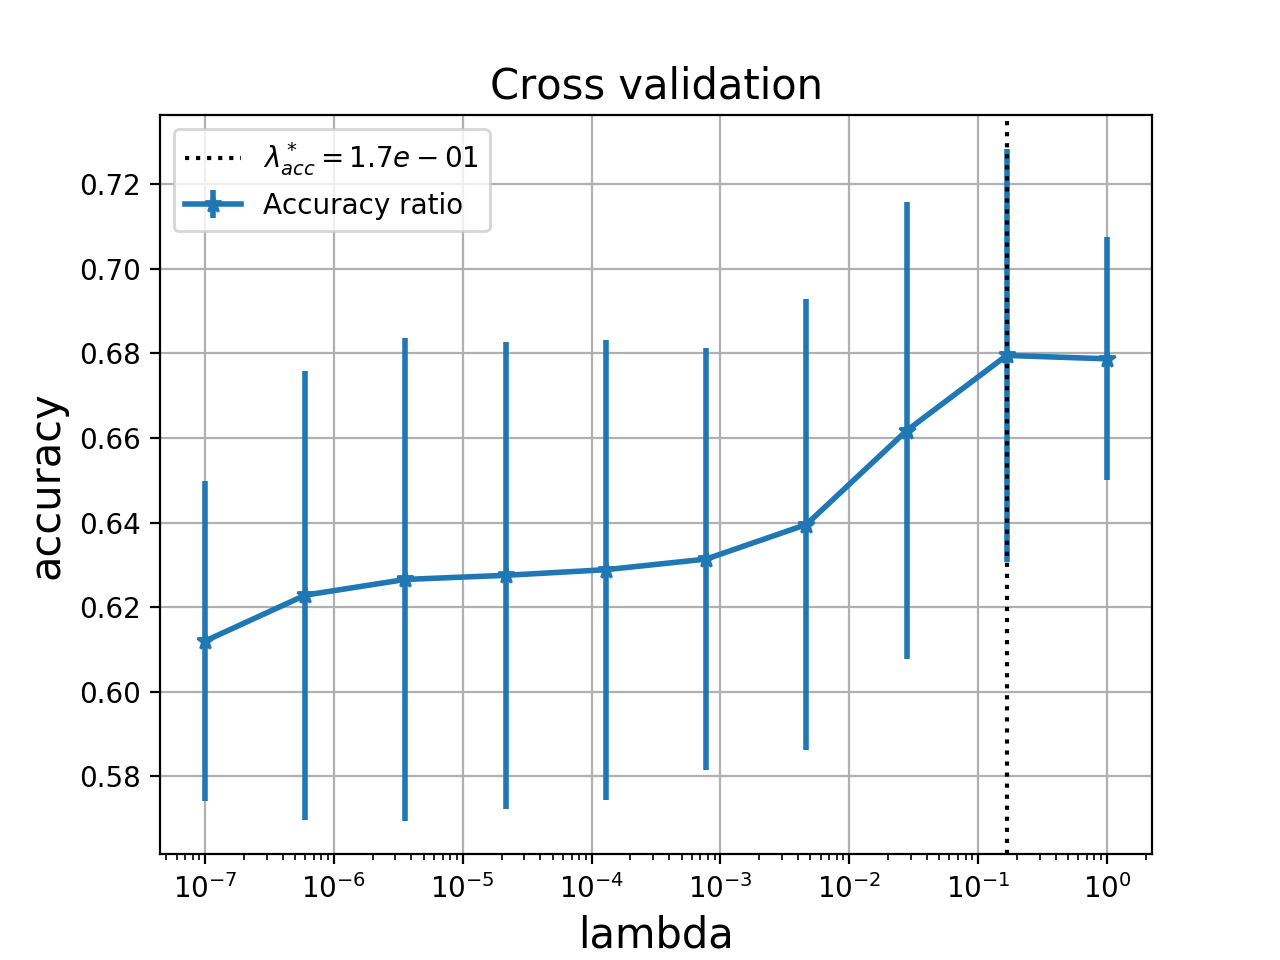 Cross validation
λ*acc = 1.7e − 01
Accuracy ratio
accuracy
0.72
0.70
0.68
0.66
0.64
0.62
0.60
0.58
10⁻⁷ 10⁻⁶ 10⁻⁵ 10⁻⁴ 10⁻³ 10⁻² 10⁻¹ 10⁰
lambda